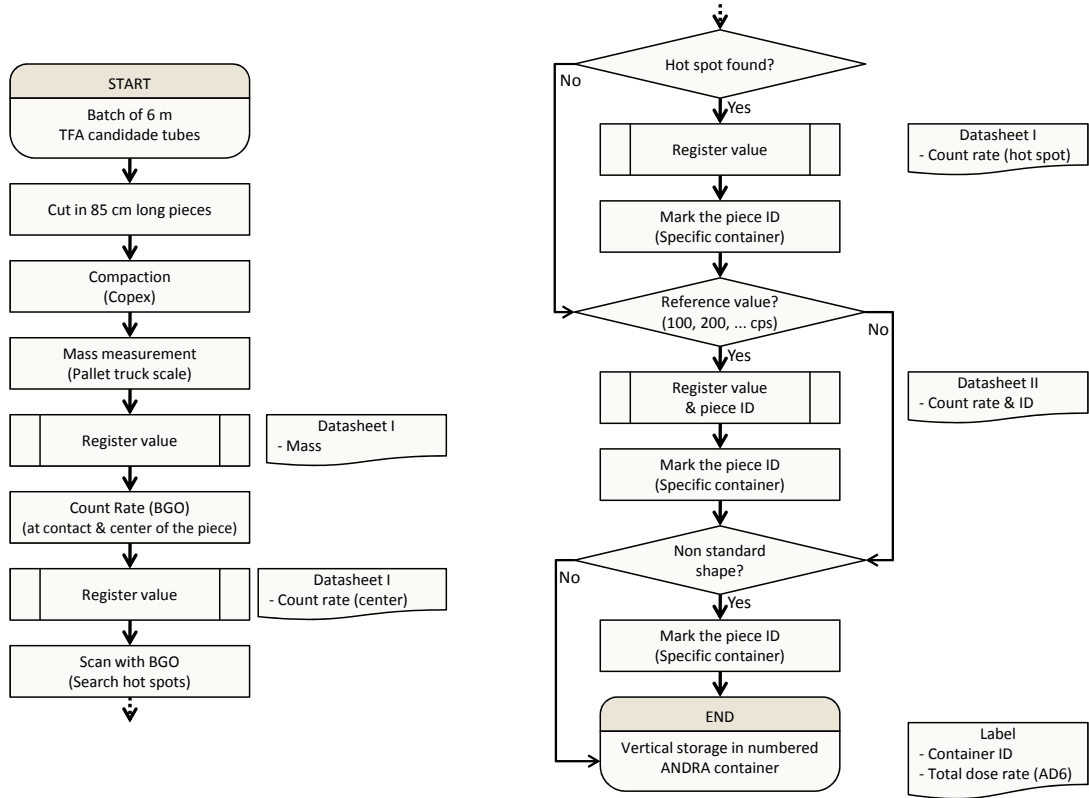 START
Batch of 6 m
TFA candidade tubes
Cut in 85 cm long pieces
Compaction
(Copex)
Mass measurement
(Pallet truck scale)
Register value
Datasheet I
- Mass
Count Rate (BGO)
(at contact & center of the piece)
Register value
Datasheet I
- Count rate (center)
Scan with BGO
(Search hot spots)
Hot spot found?
No
Yes
Register value
Datasheet I
- Count rate (hot spot)
Mark the piece ID
(Specific container)
Reference value?
(100, 200, ... cps)
No
Yes
Register value
& piece ID
Datasheet II
- Count rate & ID
Mark the piece ID
(Specific container)
Non standard
shape?
No
Yes
Mark the piece ID
(Specific container)
END
Vertical storage in numbered
ANDRA container
Label
- Container ID
- Total dose rate (AD6)